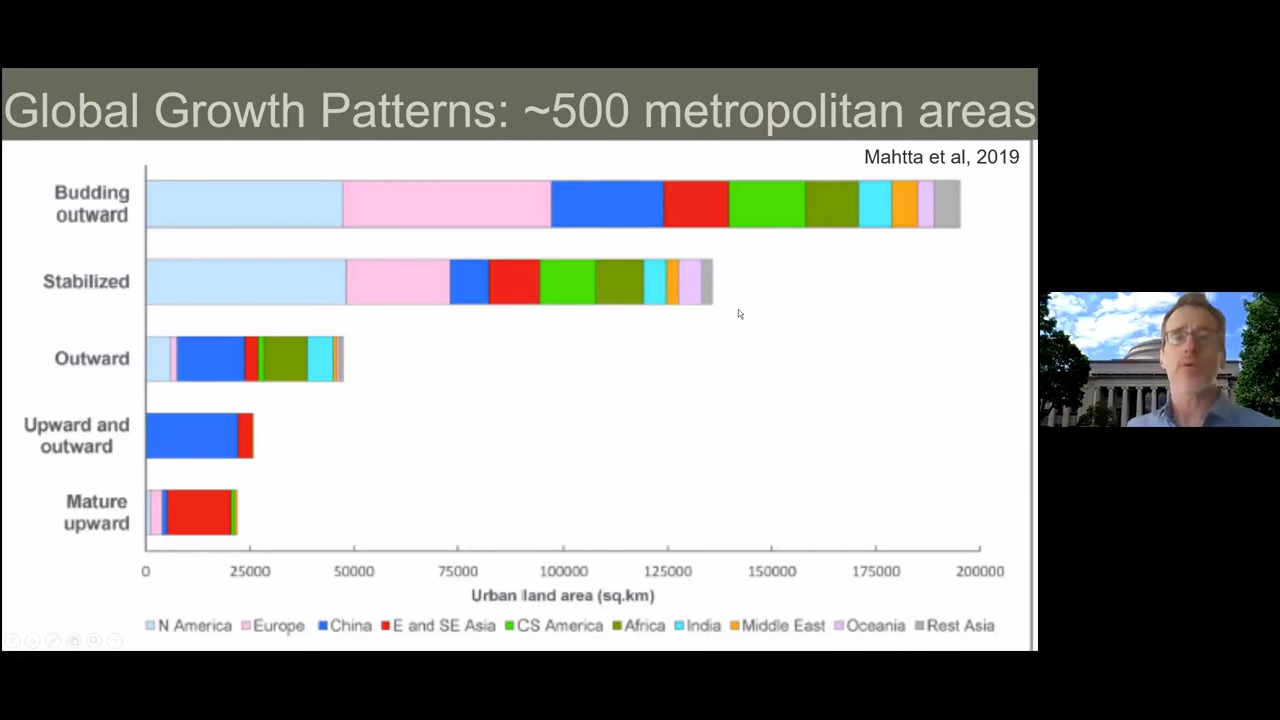 Global Growth Patterns: ~500 metropolitan areas
Mahtta et al, 2019
Budding
outward
Stabilized
Outward
Upward and
outward
Mature
upward
0 25000 50000 75000 100000 125000 150000 175000 200000
Urban land area (sq.km)
N America Europe China E and SE Asia CS America Africa India Middle East Oceania Rest Asia